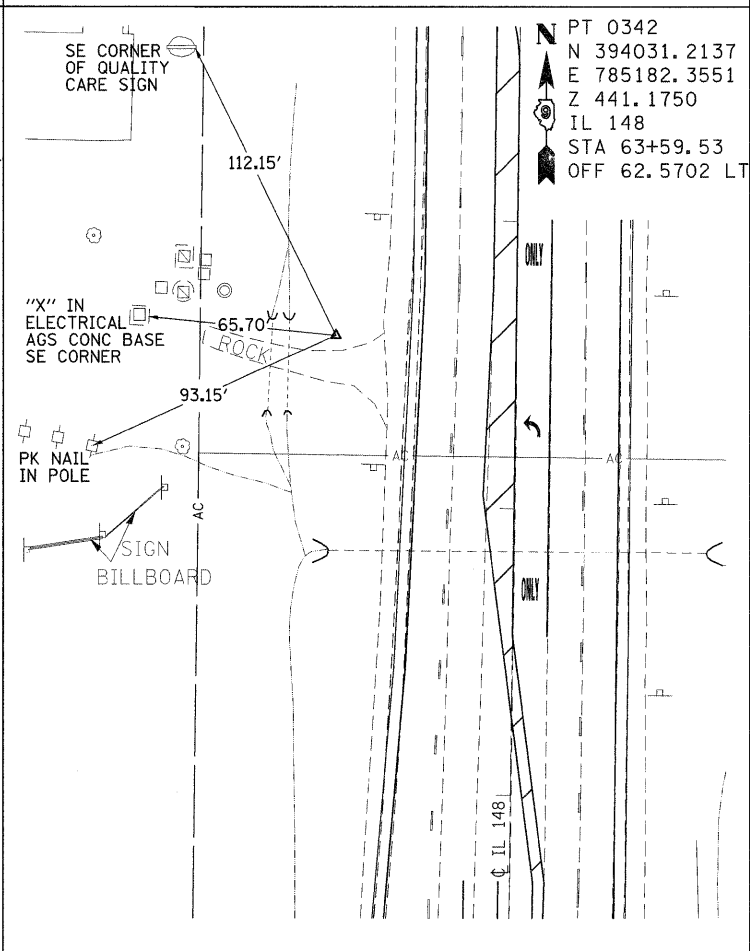 SE CORNER
OF QUALITY
CARE SIGN
N
PT 0342
N 394031.2137
E 785182.3551
Z 441.1750
9
IL 148
STA 63+59.53
OFF 62.5702 LT
112.15'
ONLY
"X" IN
ELECTRICAL
AGS CONC BASE
SE CORNER
65.70'
ROCK
93.15'
PK NAIL
IN POLE
AC
AC
AC
SIGN
BILLBOARD
ONLY
℄ IL 148